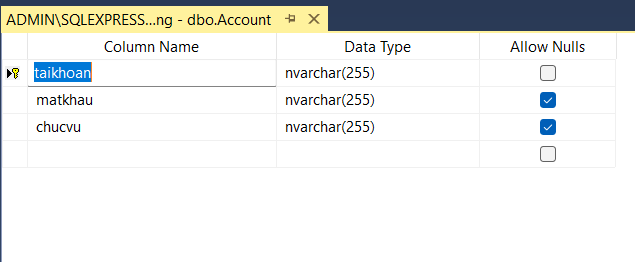 ADMIN\SQLEXPRESS...ng - dbo.Account
Column Name Data Type Allow Nulls
taikhoan nvarchar(255)
matkhau nvarchar(255)
chucvu nvarchar(255)